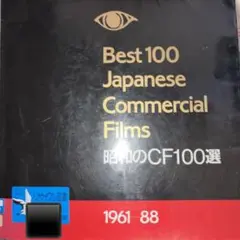 Best 100
Japanese
Commercial
Films
昭和のCF100選
1961-88